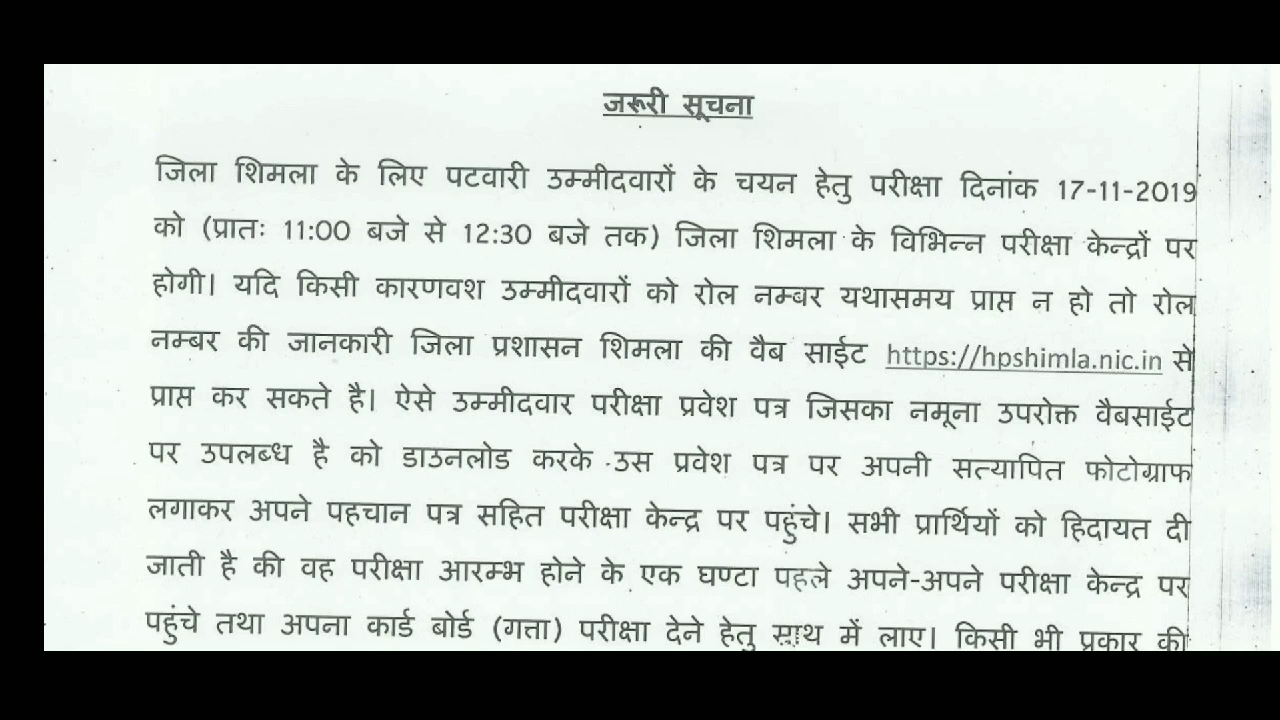 जरूरी सूचना
जिला शिमला के लिए पटवारी उम्मीदवारों के चयन हेतु परीक्षा दिनांक 17-11-2019
को (प्रातः 11:00 बजे से 12:30 बजे तक) जिला शिमला के विभिन्न परीक्षा केन्द्रों पर
होगी। यदि किसी कारणवश उम्मीदवारों को रोल नम्बर यथासमय प्राप्त न हो तो रोल
नम्बर की जानकारी जिला प्रशासन शिमला की वैब साईट https://hpshimla.nic.in से
प्राप्त कर सकते है। ऐसे उम्मीदवार परीक्षा प्रवेश पत्र जिसका नमूना उपरोक्त वैबसाईट
पर उपलब्ध है को डाउनलोड करके उस प्रवेश पत्र पर अपनी सत्यापित फोटोग्राफ
लगाकर अपने पहचान पत्र सहित परीक्षा केन्द्र पर पहुंचे। सभी प्रार्थियों को हिदायत दी
जाती है की वह परीक्षा आरम्भ होने के एक घण्टा पहले अपने-अपने परीक्षा केन्द्र पर
पहुंचे तथा अपना कार्ड बोर्ड (गत्ता) परीक्षा देने हेतु साथ में लाए। किसी भी प्रकार की